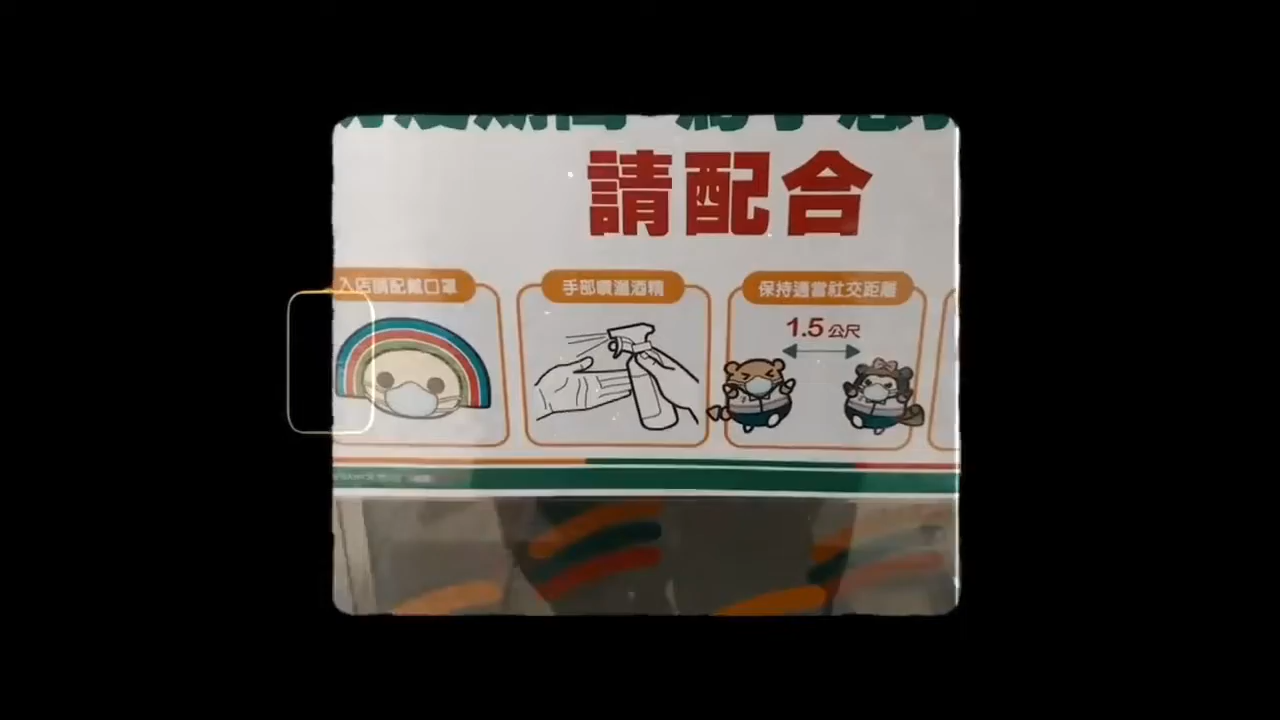 請配合
入店請配戴口罩
手部噴灑酒精
保持適當社交距離
1.5公尺